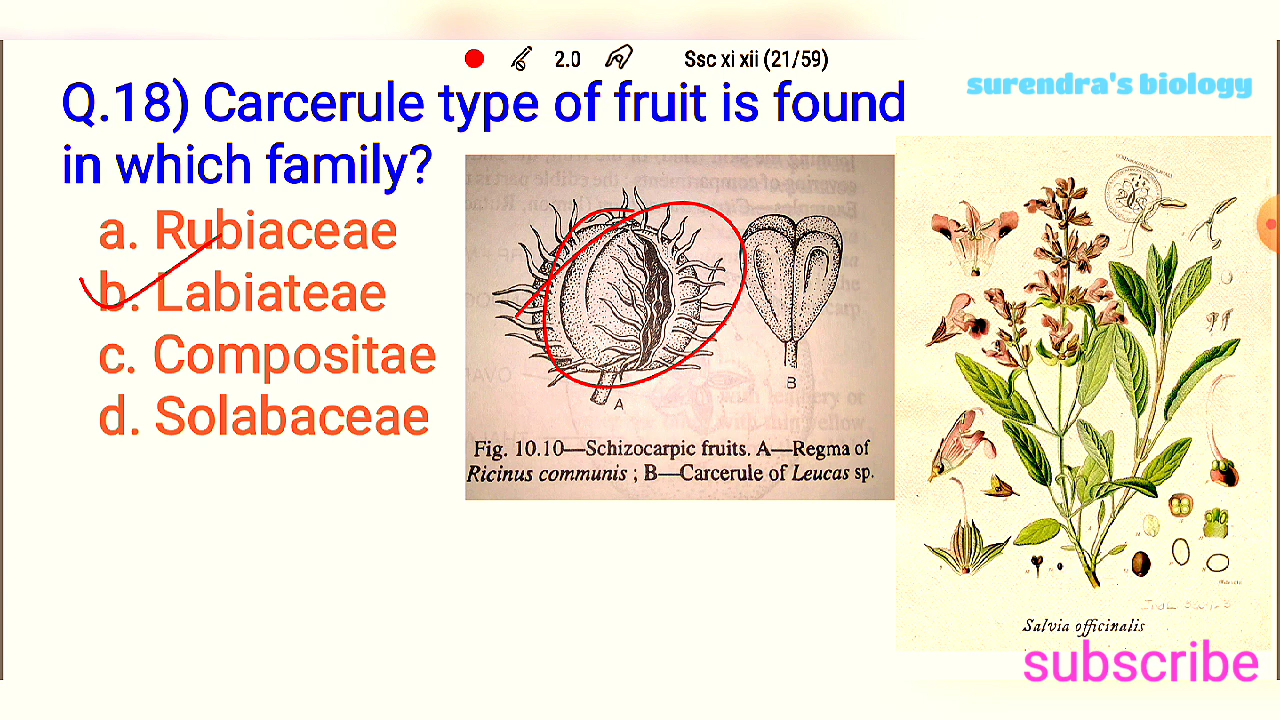 2.0 Ssc xi xii (21/59)
surendra's biology
Q.18) Carcerule type of fruit is found
in which family?
a. Rubiaceae
b. Labiateae
c. Compositae
d. Solabaceae
A
B
Fig. 10.10—Schizocarpic fruits. A—Regma of
Ricinus communis ; B—Carcerule of Leucas sp.
Salvia officinalis
subscribe